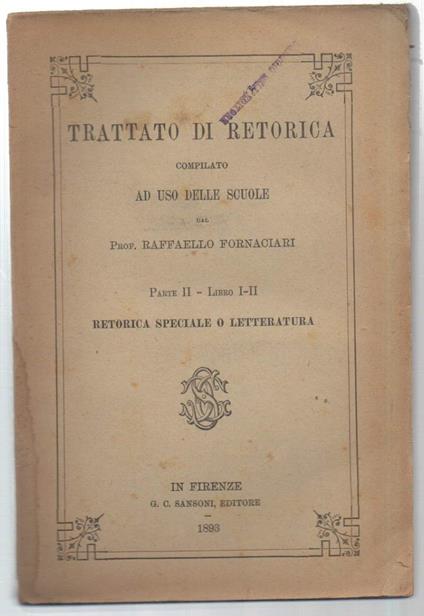 TRATTATO DI RETORICA
COMPILATO
AD USO DELLE SCUOLE
DAL
PROF. RAFFAELLO FORNACIARI
PARTE II – LIBRO I-II
RETORICA SPECIALE O LETTERATURA
IN FIRENZE
G. C. SANSONI, EDITORE
–
1893